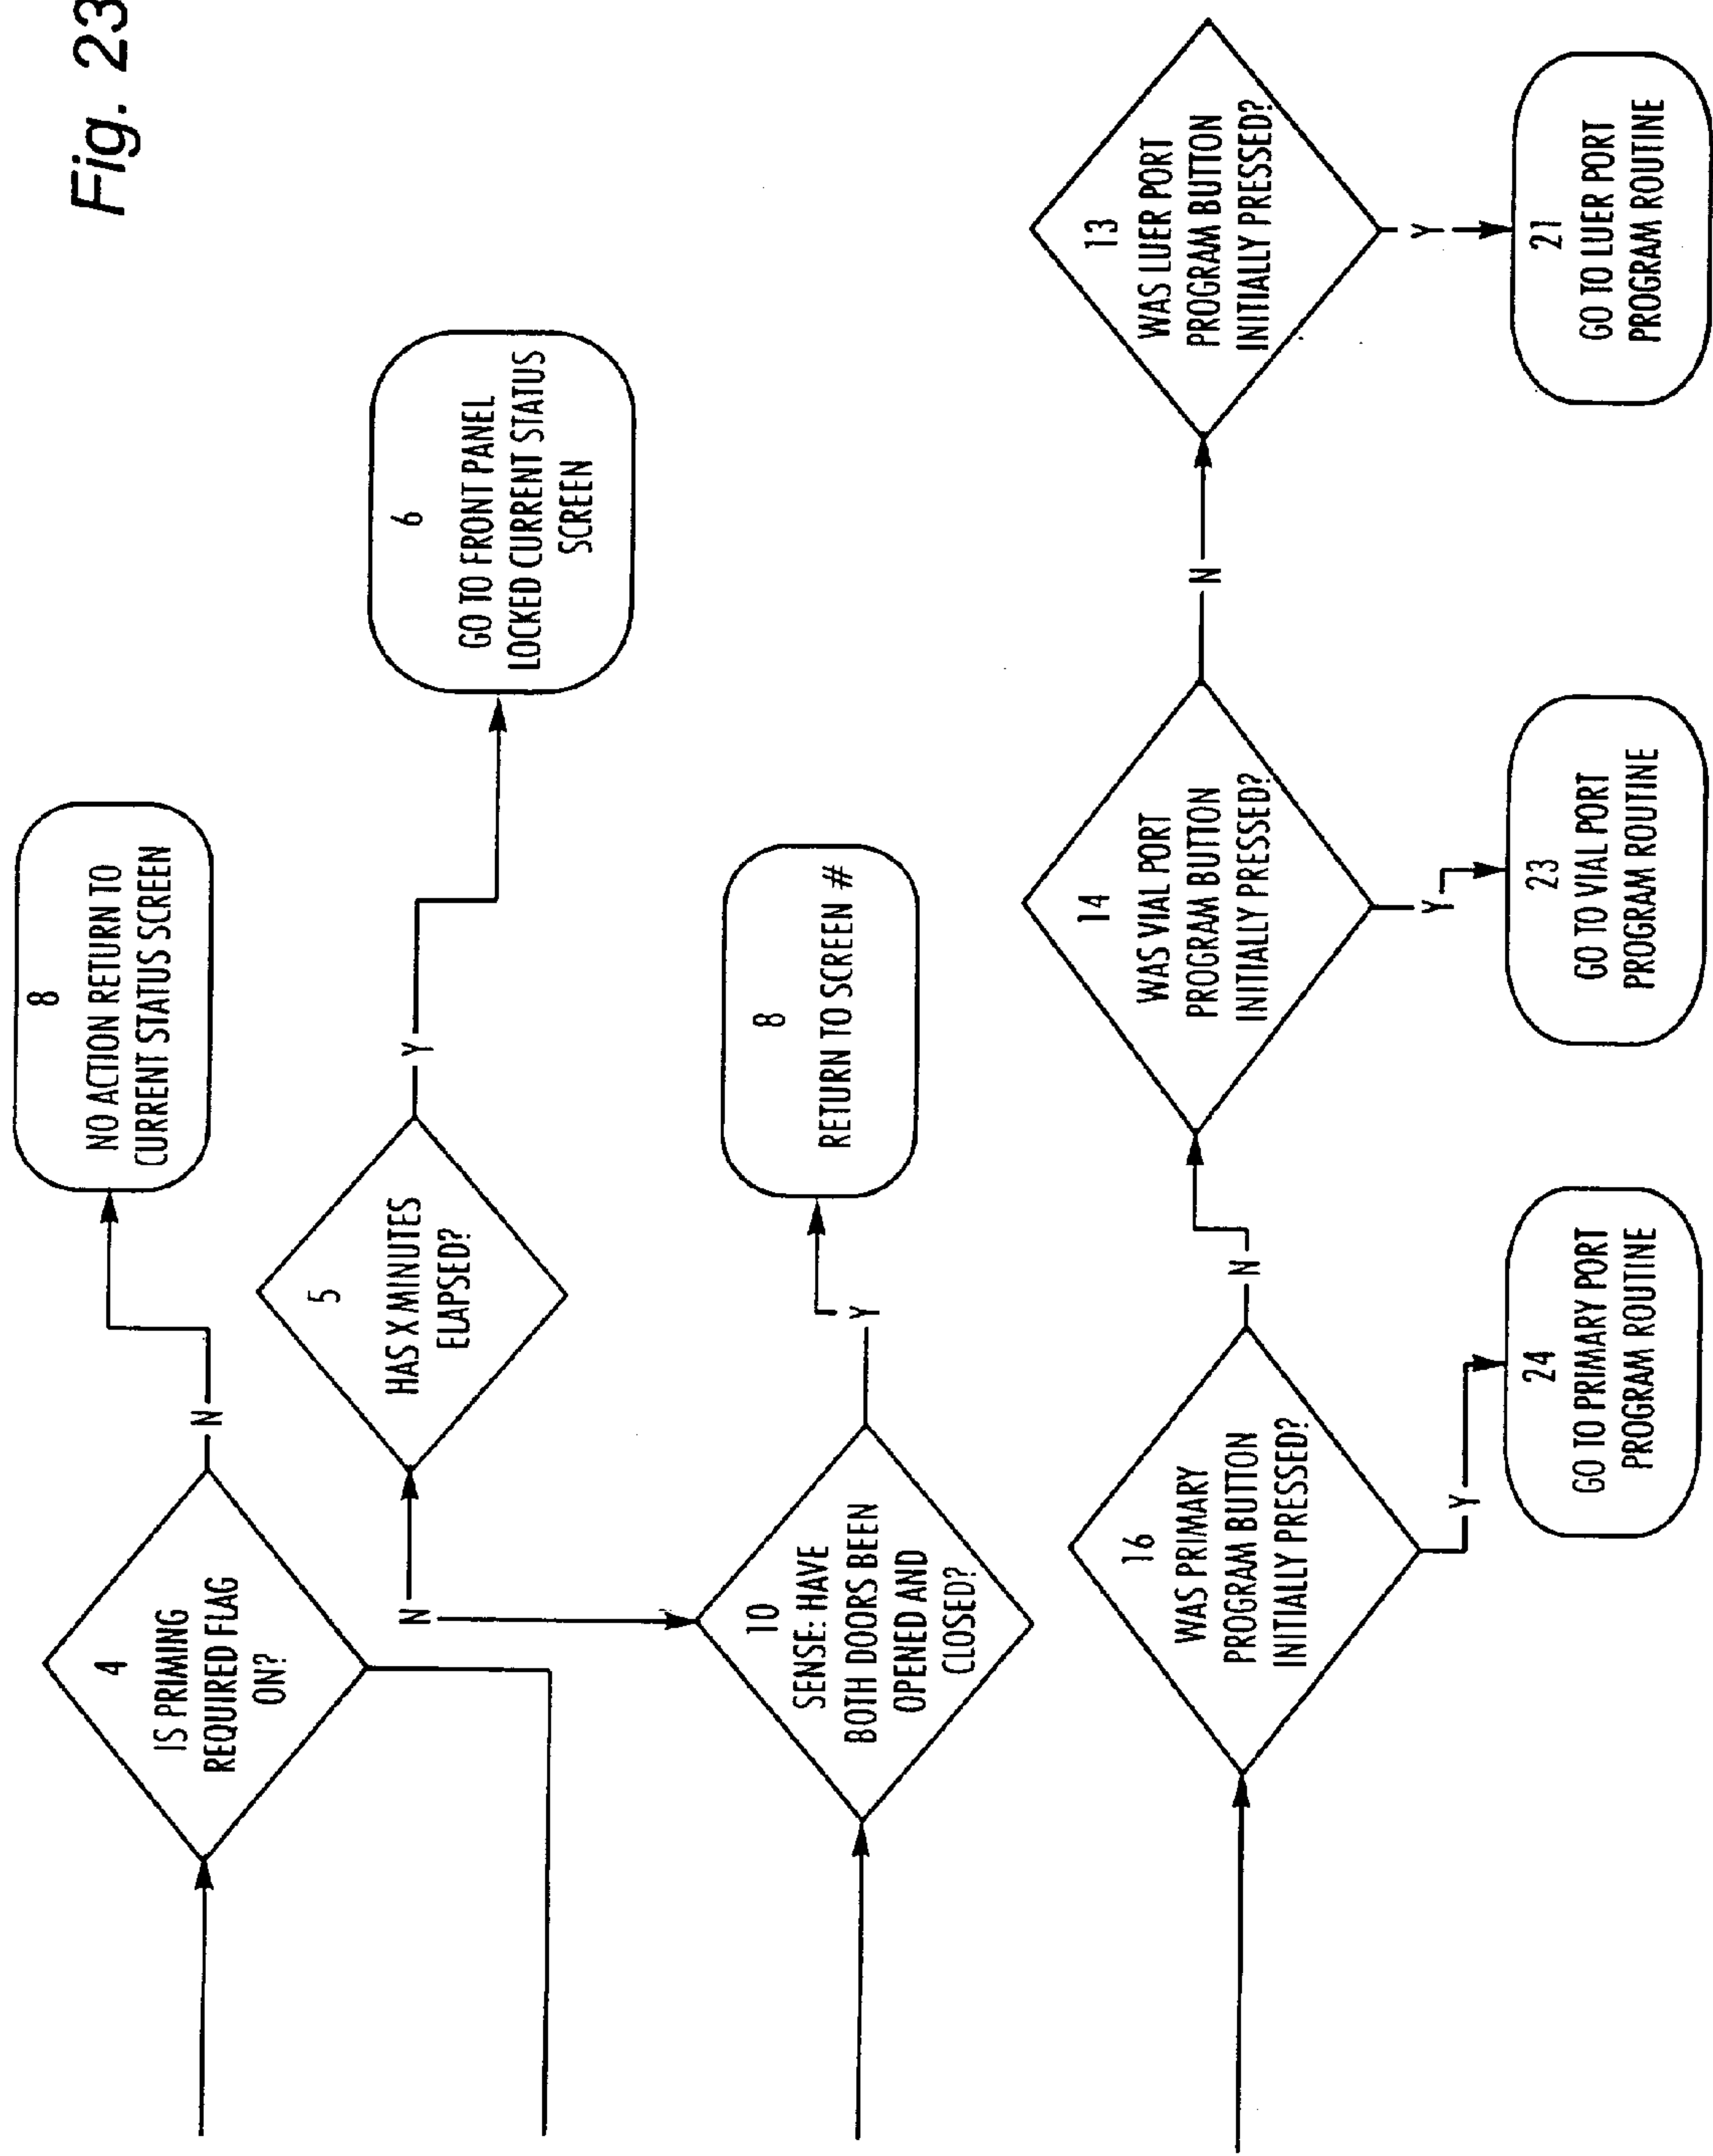 Fig. 23
4
IS PRIMING
REQUIRED FLAG
ON?
N
8
NO ACTION RETURN TO
CURRENT STATUS SCREEN
5
HAS X MINUTES
ELAPSED?
Y
6
GO TO FRONT PANEL
LOCKED CURRENT STATUS
SCREEN
N
10
SENSE: HAVE
BOTH DOORS BEEN
OPENED AND
CLOSED?
Y
8
RETURN TO SCREEN #
16
WAS PRIMARY
PROGRAM BUTTON
INITIALLY PRESSED?
N
14
WAS VIAL PORT
PROGRAM BUTTON
INITIALLY PRESSED?
N
13
WAS LUER PORT
PROGRAM BUTTON
INITIALLY PRESSED?
Y
24
GO TO PRIMARY PORT
PROGRAM ROUTINE
Y
23
GO TO VIAL PORT
PROGRAM ROUTINE
Y
21
GO TO LUER PORT
PROGRAM ROUTINE